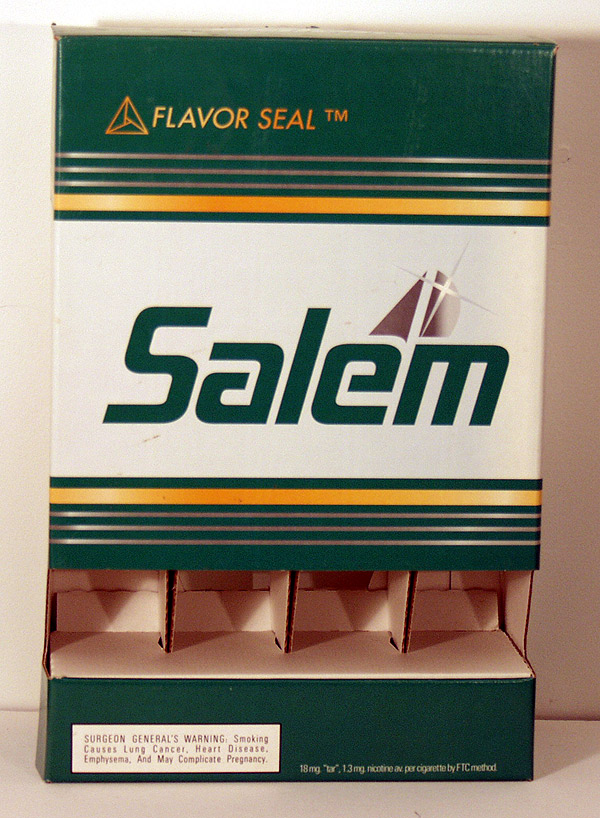 FLAVOR SEAL ™
Salem
SURGEON GENERAL'S WARNING: Smoking
Causes Lung Cancer, Heart Disease,
Emphysema, And May Complicate Pregnancy.
18 mg. "tar", 1.3 mg. nicotine av. per cigarette by FTC method.